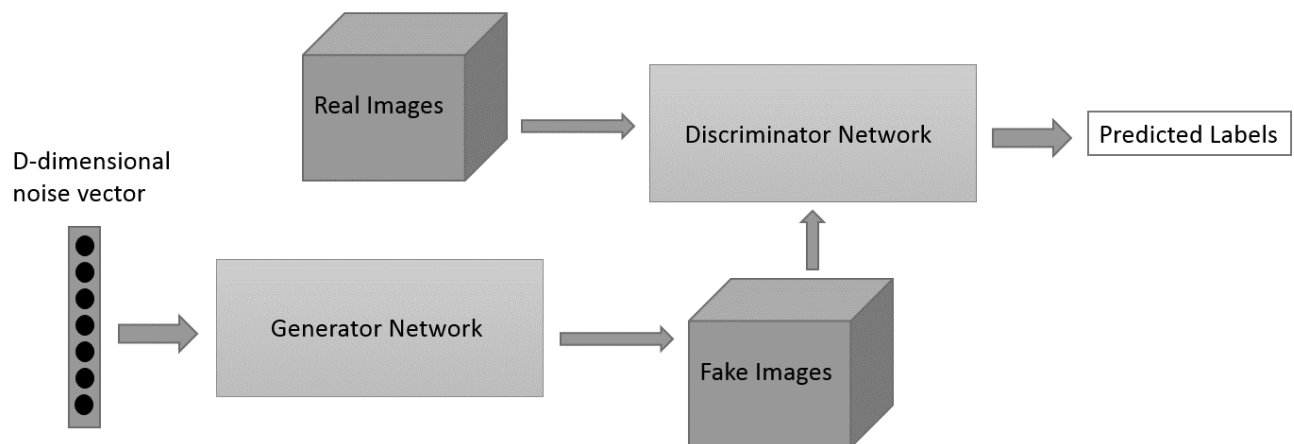 Real Images
Discriminator Network
Predicted Labels
D-dimensional
noise vector
Generator Network
Fake Images